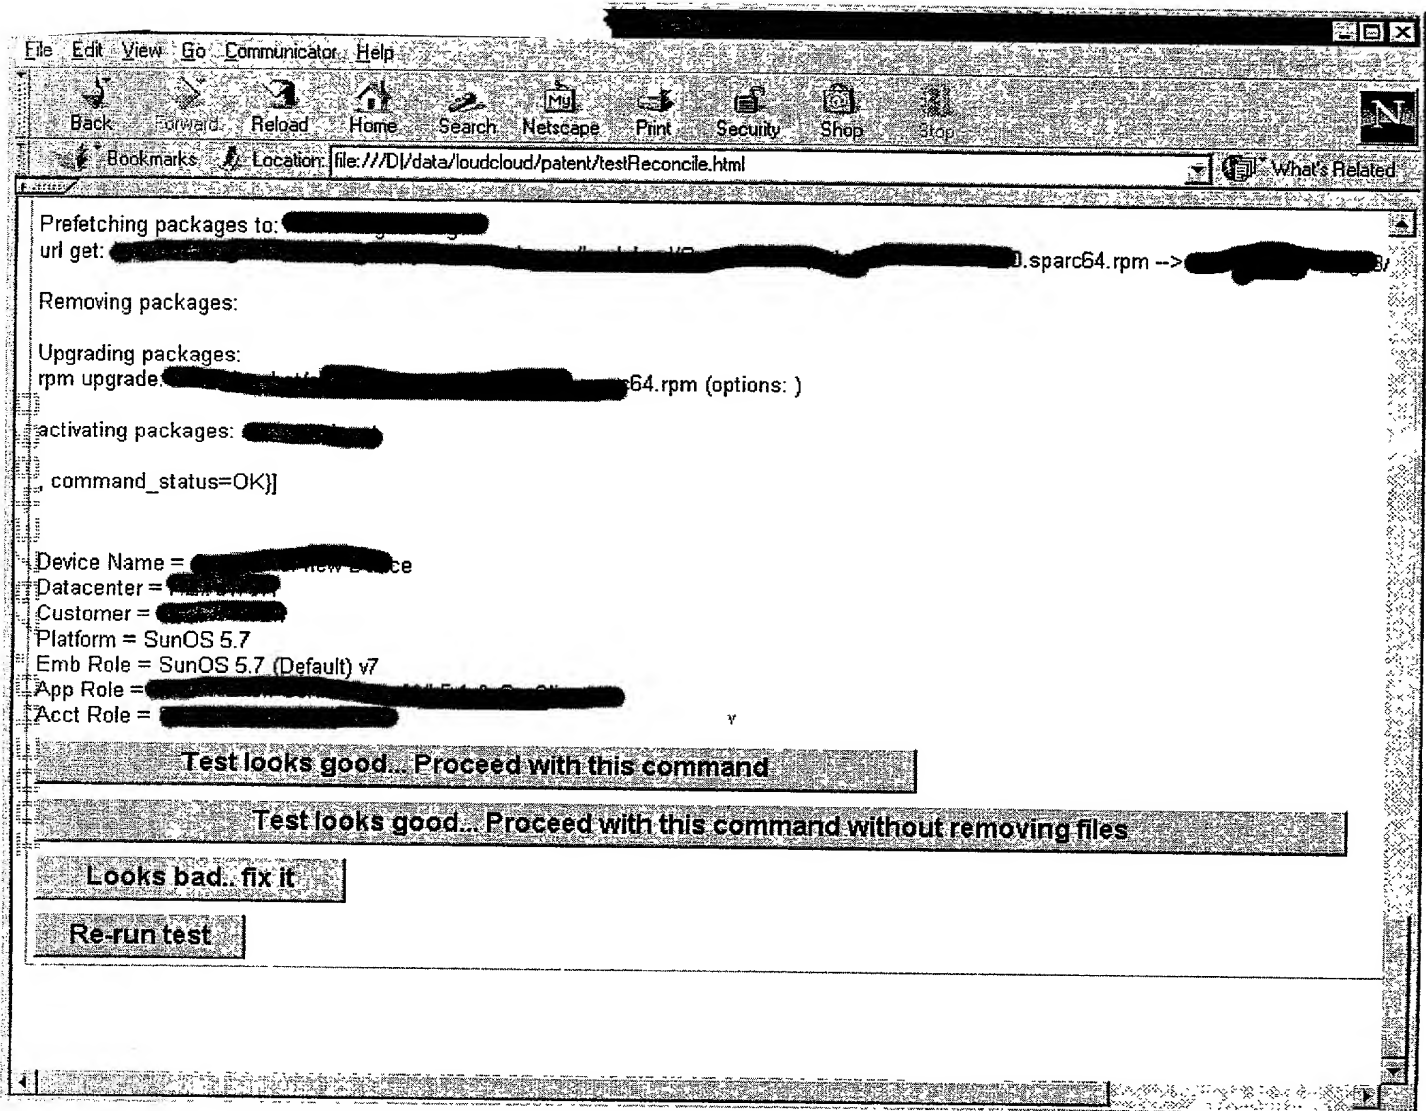 File Edit View Go Communicator Help
Back Forward Reload Home Search Netscape Print Security Shop Stop
My
N
Bookmarks Location: file:///D|/data/loudcloud/patent/testReconcile.html What's Related
Prefetching packages to:
url get: 0.sparc64.rpm -->
Removing packages:
Upgrading packages:
rpm upgrade: 64.rpm (options: )
activating packages:
, command_status=OK}]
Device Name =
Datacenter =
Customer =
Platform = SunOS 5.7
Emb Role = SunOS 5.7 (Default) v7
App Role =
Acct Role =
Test looks good... Proceed with this command
Test looks good... Proceed with this command without removing files
Looks bad.. fix it
Re-run test